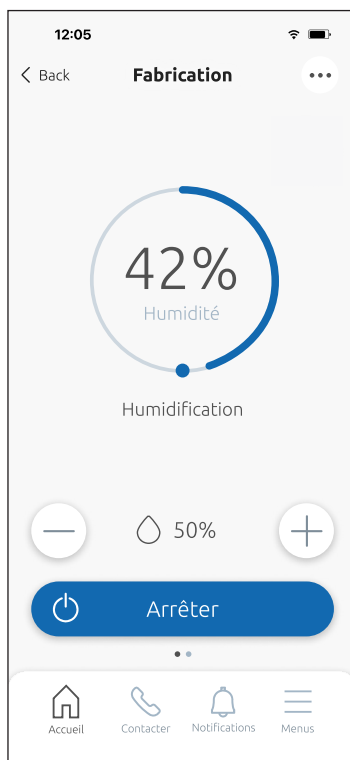 12:05
Back Fabrication
42%
Humidité
Humidification
50%
Arrêter
Accueil Contacter Notifications Menus